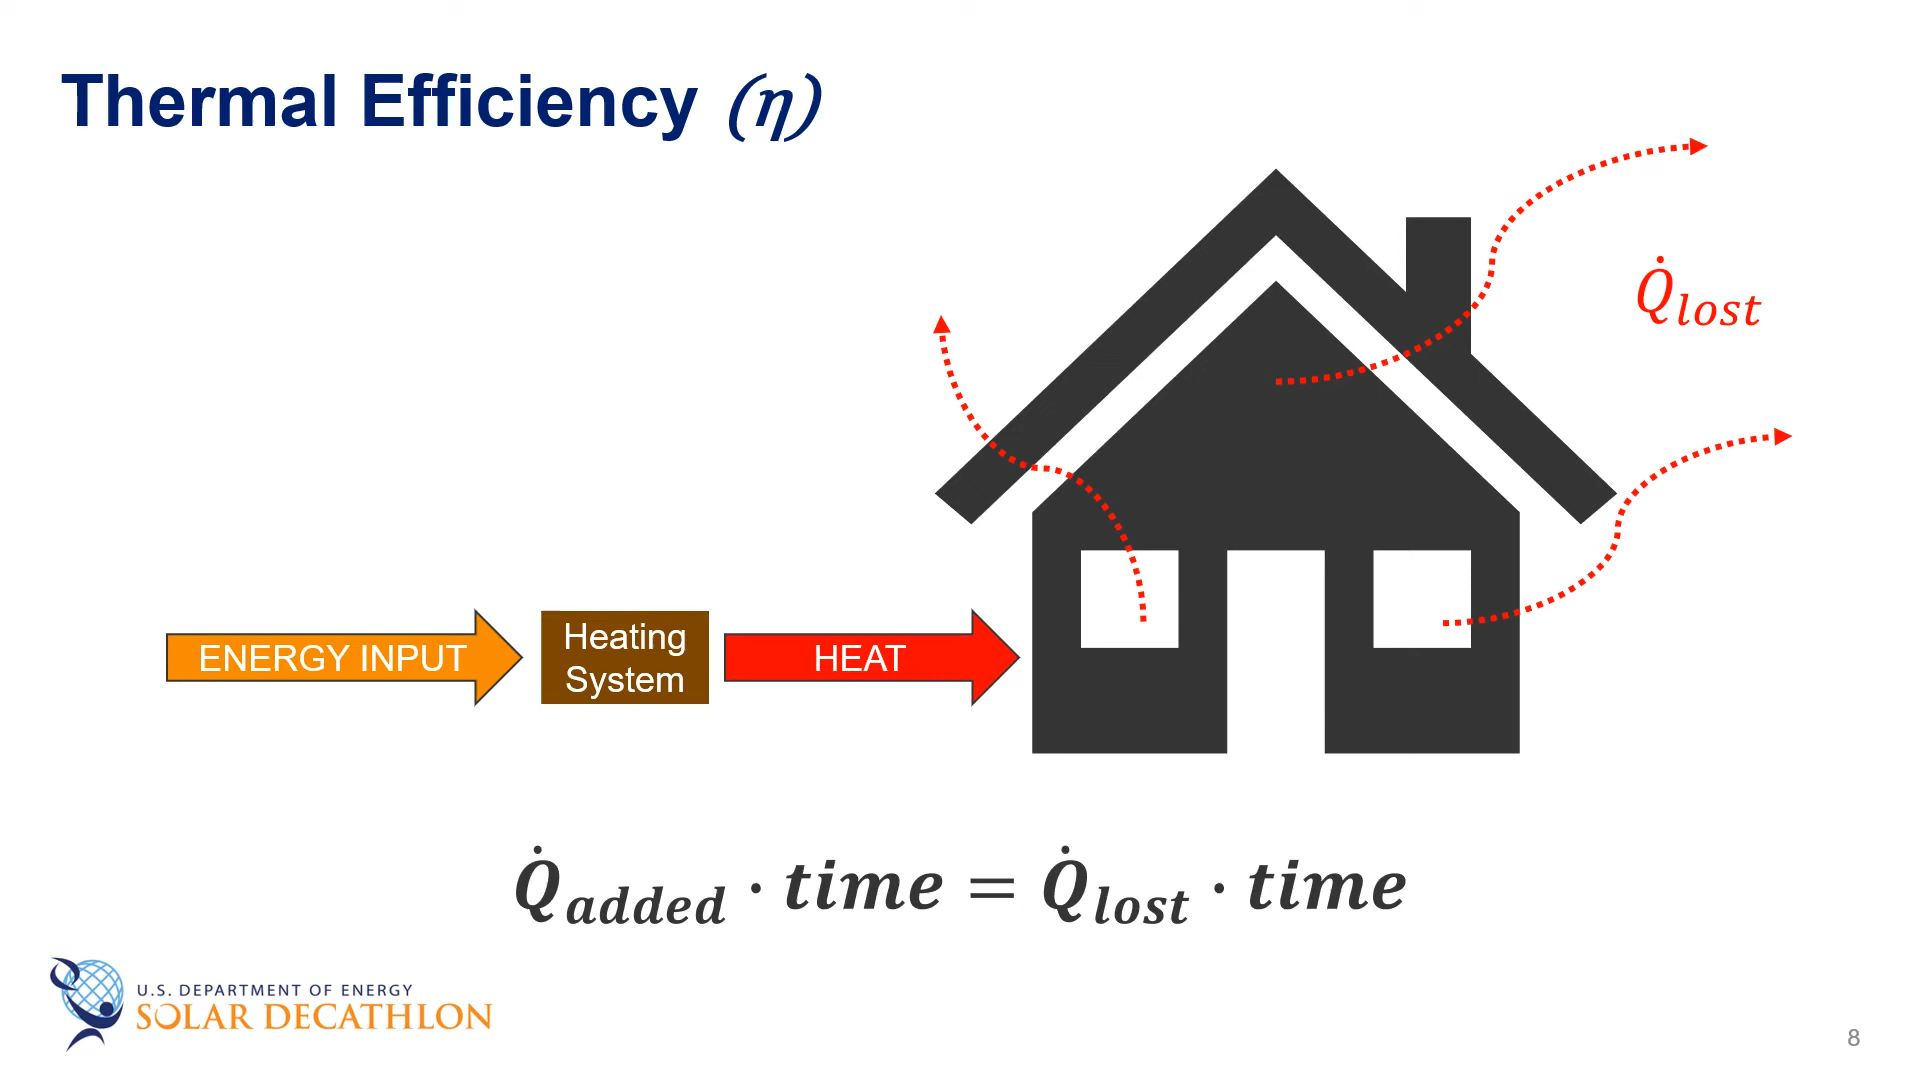 Thermal Efficiency (η)
Q̇lost
ENERGY INPUT
Heating
System
HEAT
Q̇added · time = Q̇lost · time
U.S. DEPARTMENT OF ENERGY
SOLAR DECATHLON
8